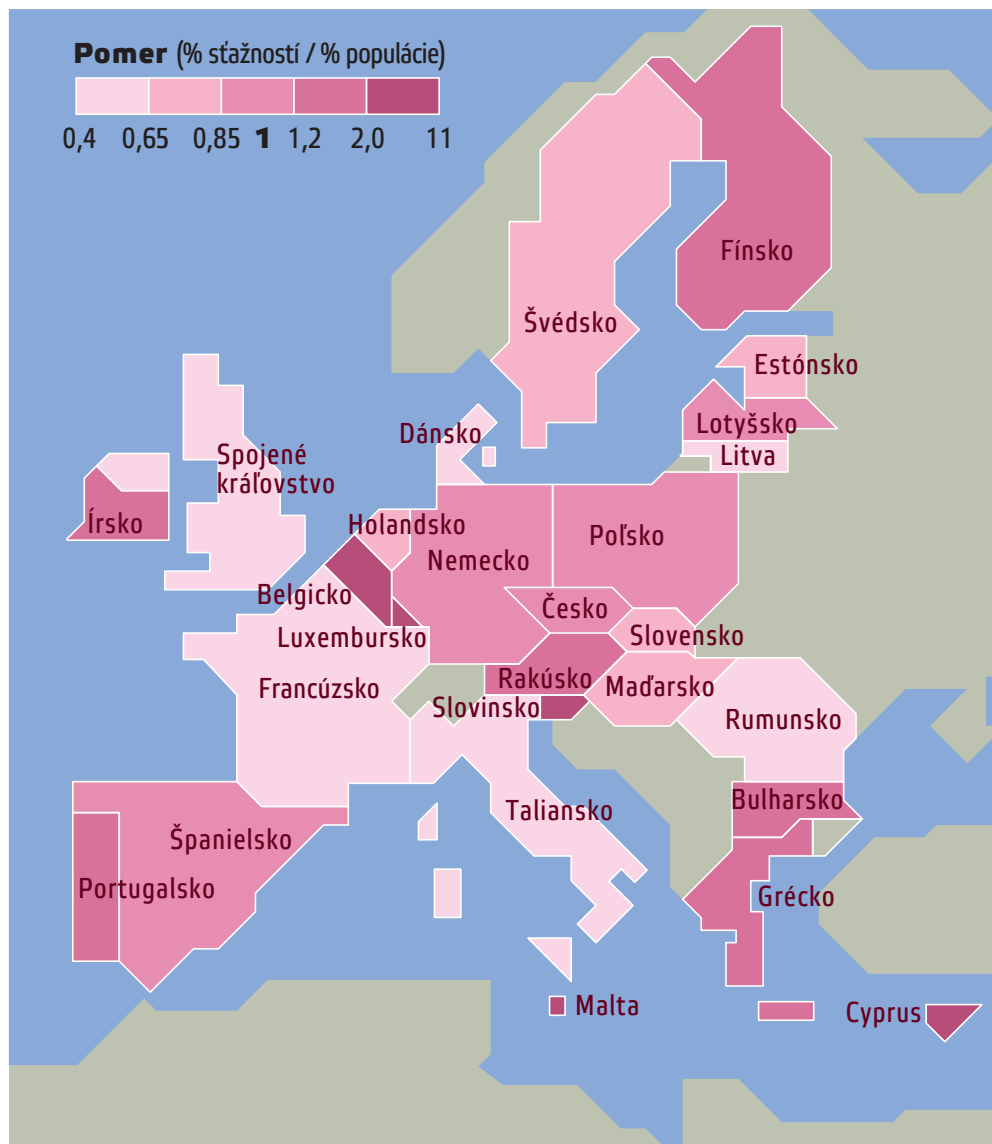 Pomer (% sťažností / % populácie)
0,4 0,65 0,85 1 1,2 2,0 11
Fínsko
Švédsko
Estónsko
Lotyšsko
Dánsko
Litva
Spojené
kráľovstvo
Írsko
Holandsko
Poľsko
Nemecko
Belgicko
Česko
Luxembursko
Slovensko
Rakúsko
Francúzsko
Maďarsko
Slovinsko
Rumunsko
Bulharsko
Taliansko
Španielsko
Portugalsko
Grécko
Malta
Cyprus